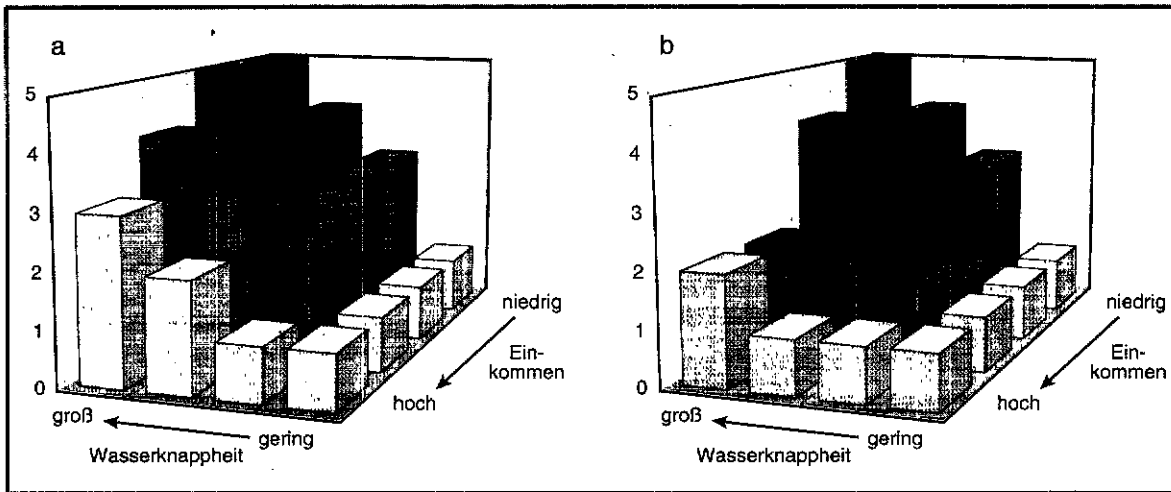 a
5
4
3
2
1
0
groß
gering
Wasserknappheit
niedrig
Ein-
kommen
hoch
b
5
4
3
2
1
0
groß
gering
Wasserknappheit
niedrig
Ein-
kommen
hoch